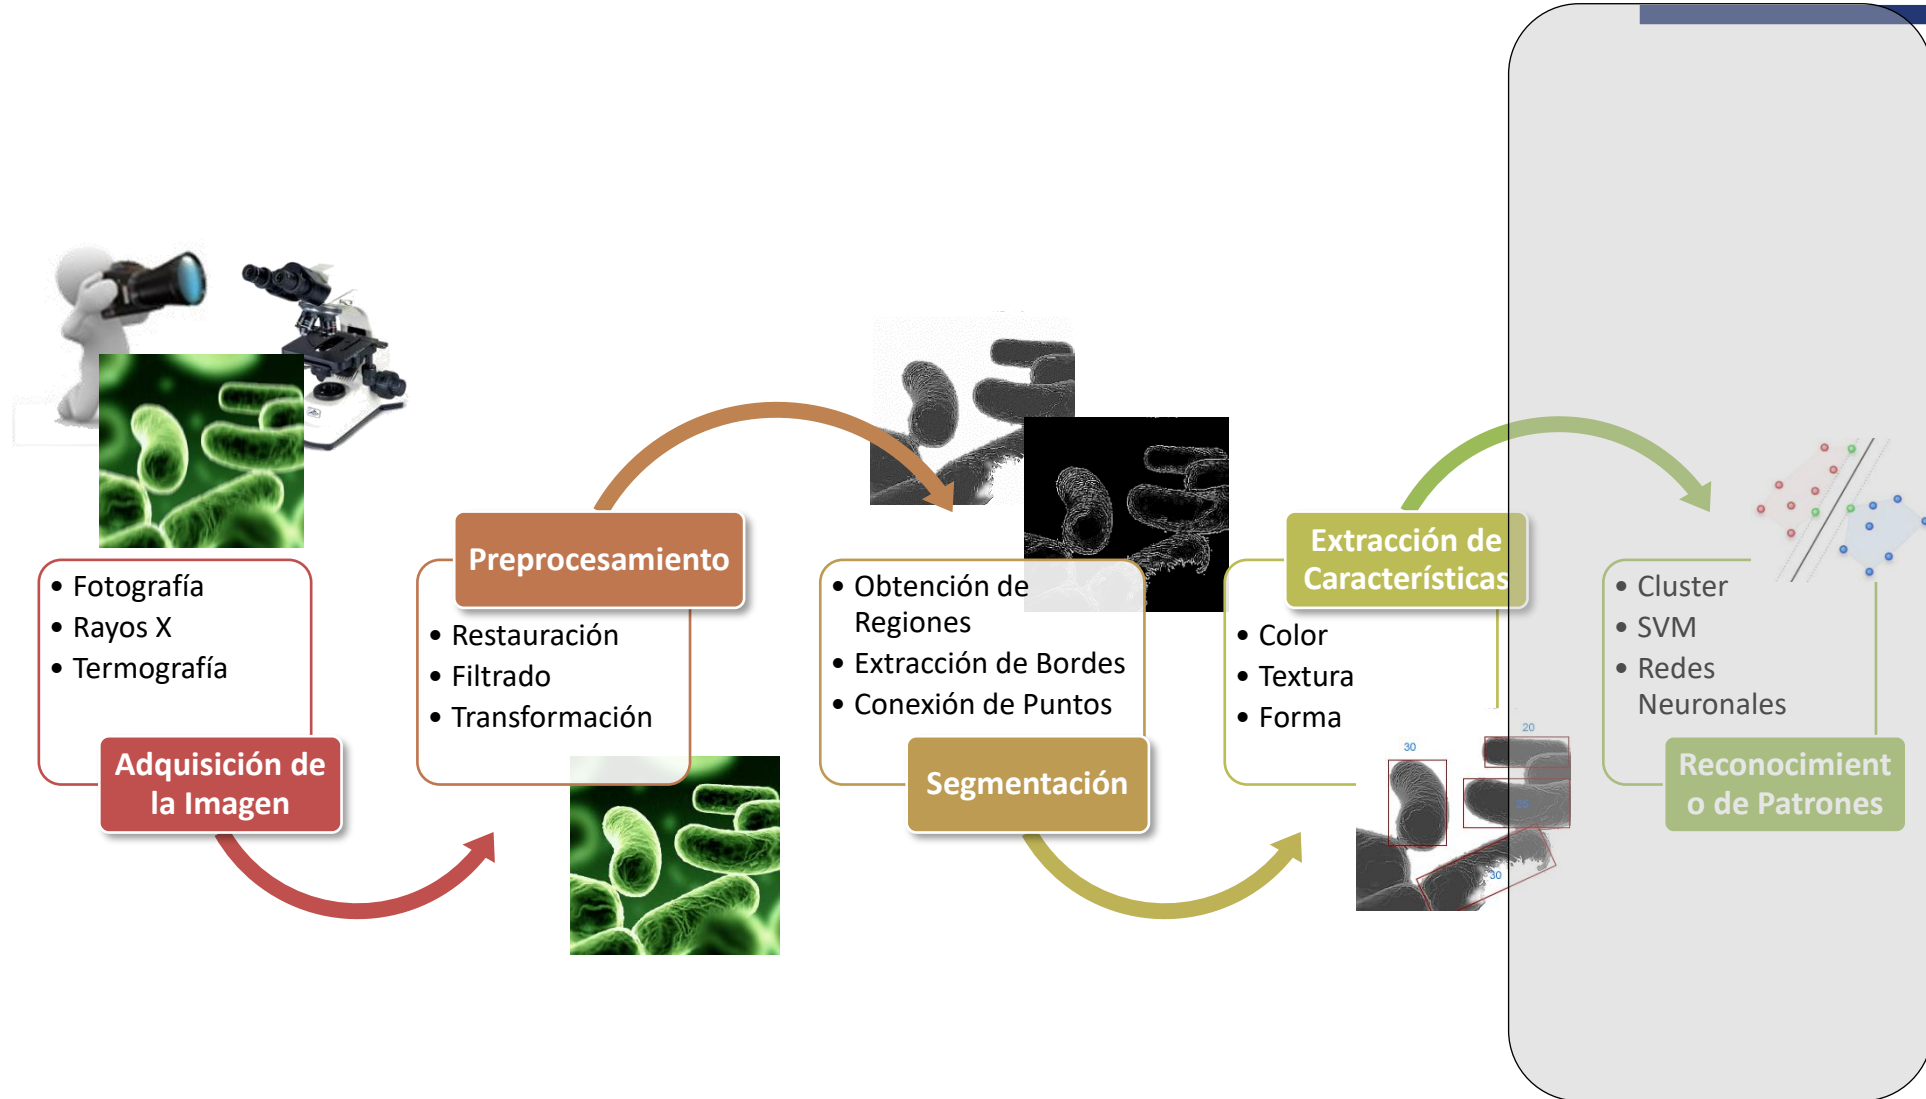 • Fotografía
• Rayos X
• Termografía
Adquisición de
la Imagen
Preprocesamiento
• Restauración
• Filtrado
• Transformación
• Obtención de
Regiones
• Extracción de Bordes
• Conexión de Puntos
Segmentación
Extracción de
Características
• Color
• Textura
• Forma
30
20
25
30
• Cluster
• SVM
• Redes
Neuronales
Reconocimient
o de Patrones